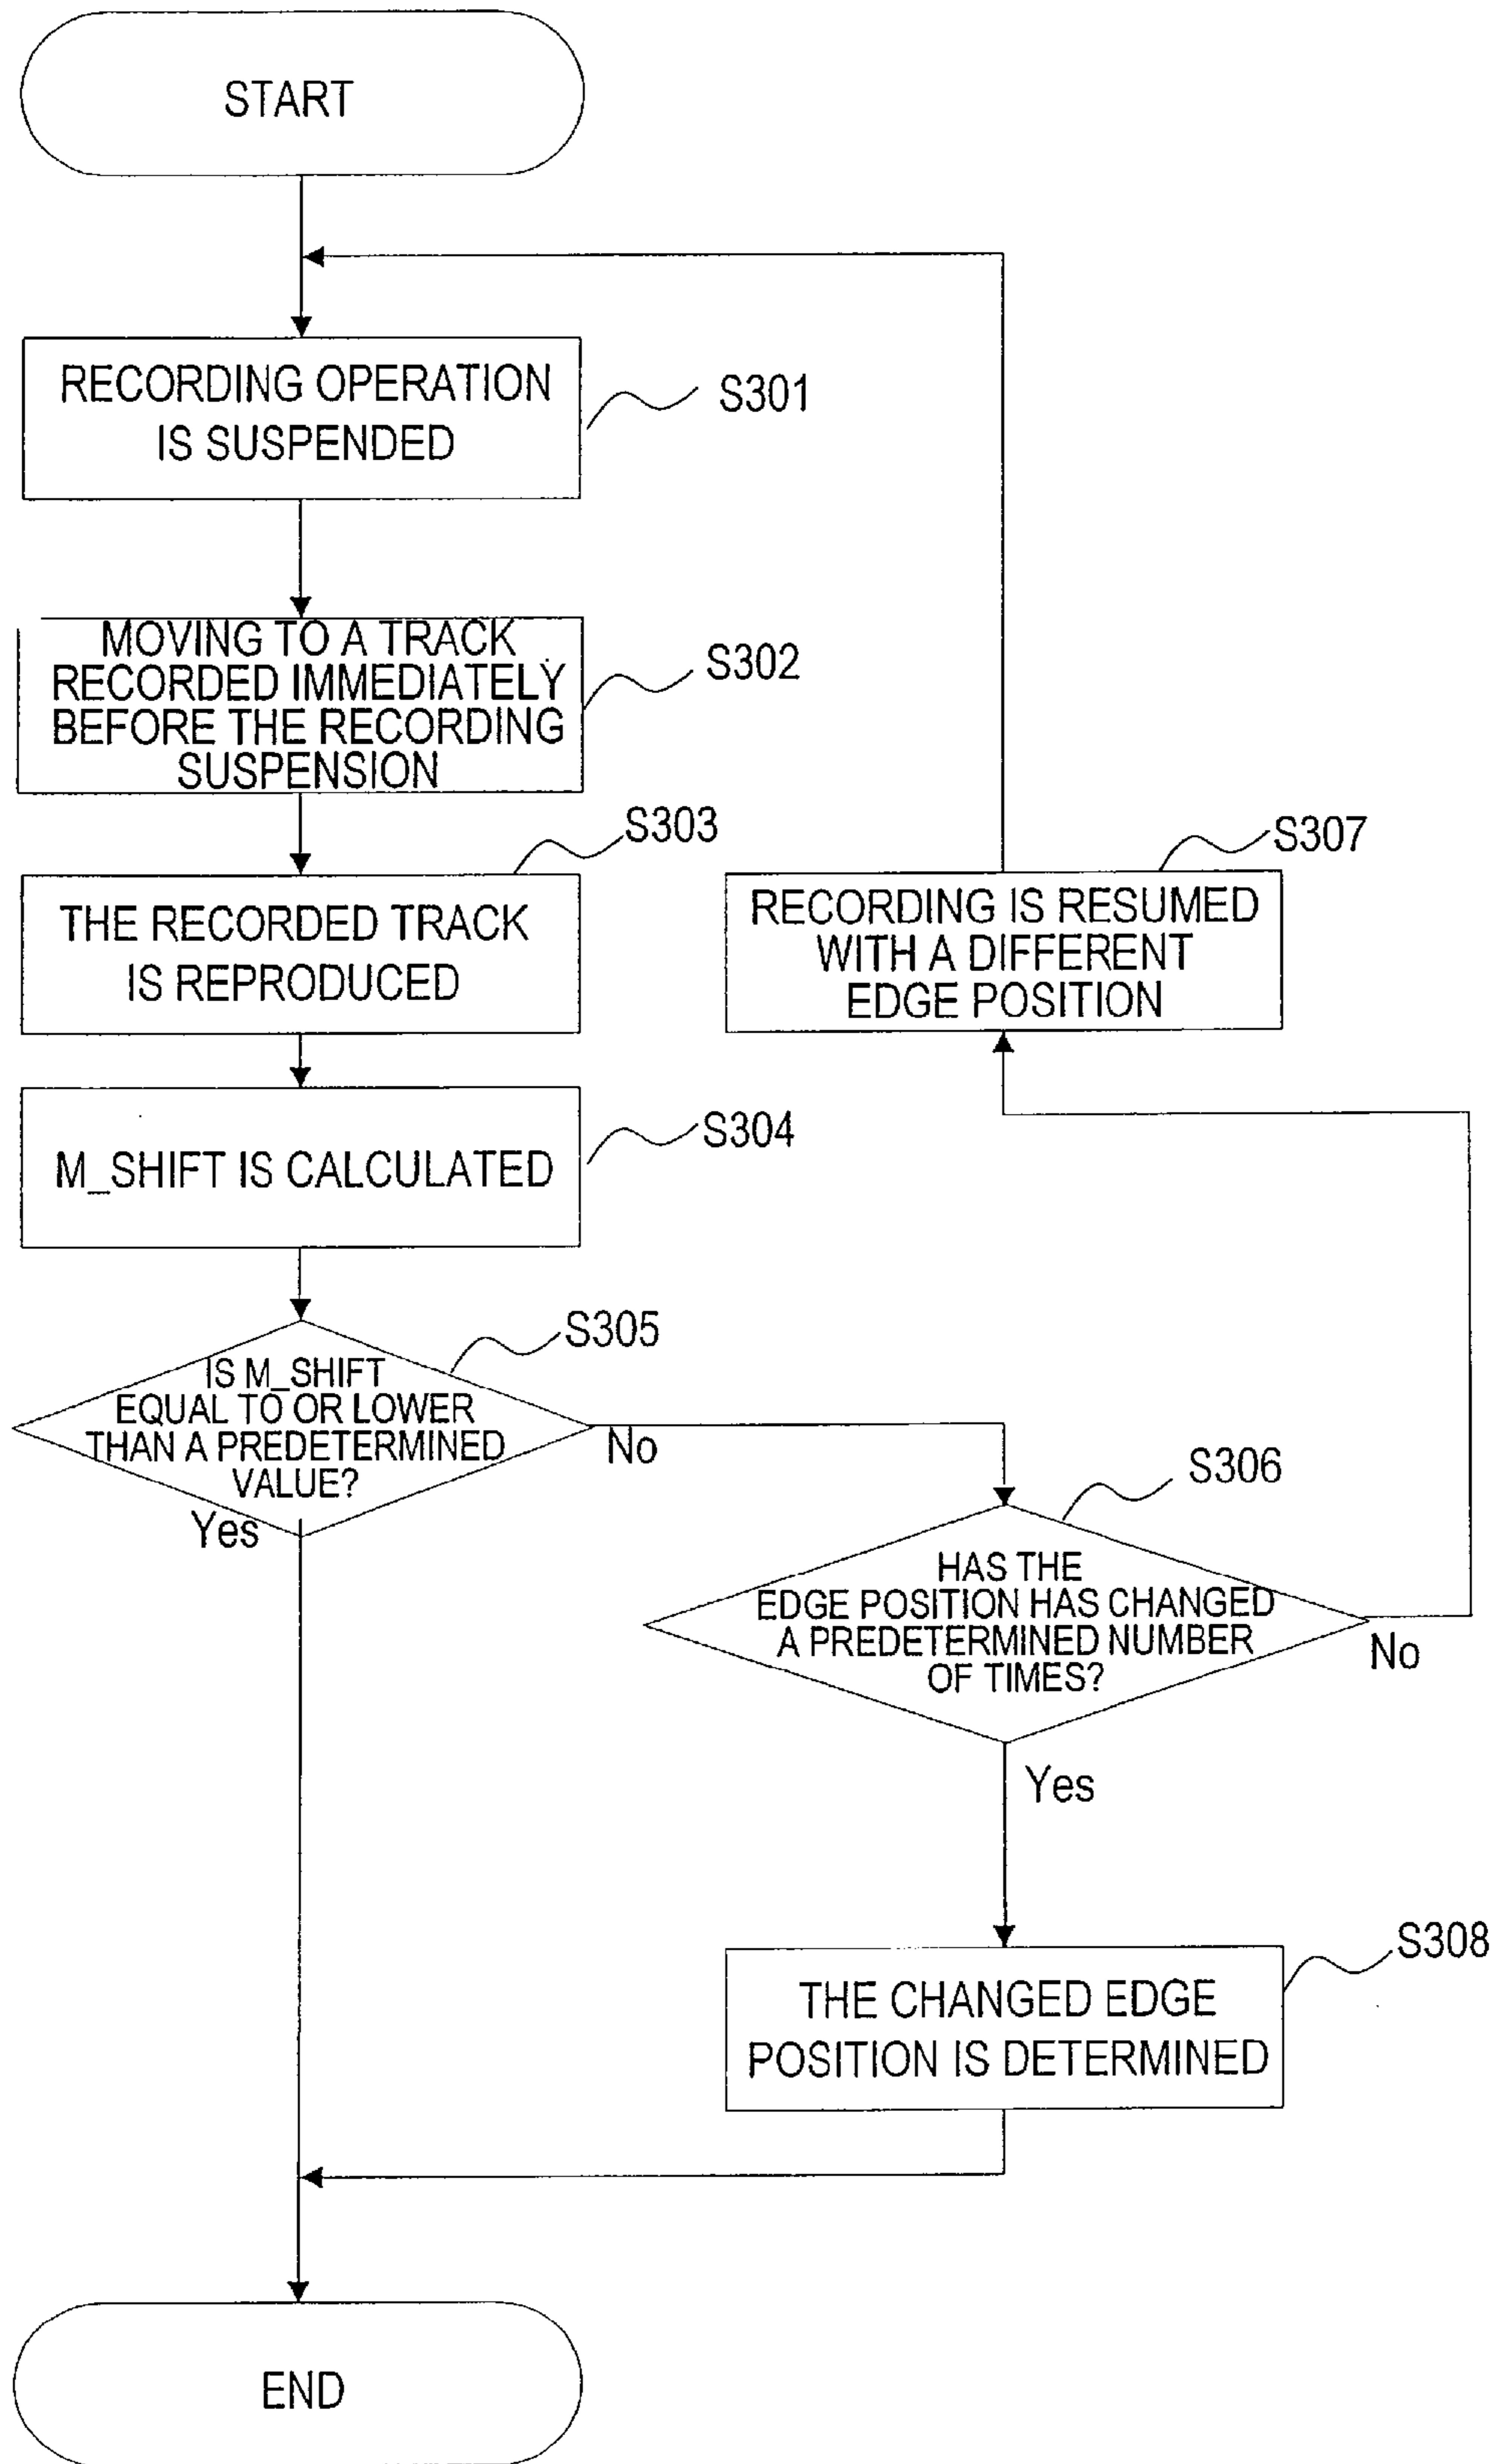 START
RECORDING OPERATION
IS SUSPENDED
S301
MOVING TO A TRACK
RECORDED IMMEDIATELY
BEFORE THE RECORDING
SUSPENSION
S302
S303
THE RECORDED TRACK
IS REPRODUCED
S307
RECORDING IS RESUMED
WITH A DIFFERENT
EDGE POSITION
M_SHIFT IS CALCULATED
S304
S305
IS M_SHIFT
EQUAL TO OR LOWER
THAN A PREDETERMINED
VALUE?
No
Yes
S306
HAS THE
EDGE POSITION HAS CHANGED
A PREDETERMINED NUMBER
OF TIMES?
No
Yes
S308
THE CHANGED EDGE
POSITION IS DETERMINED
END